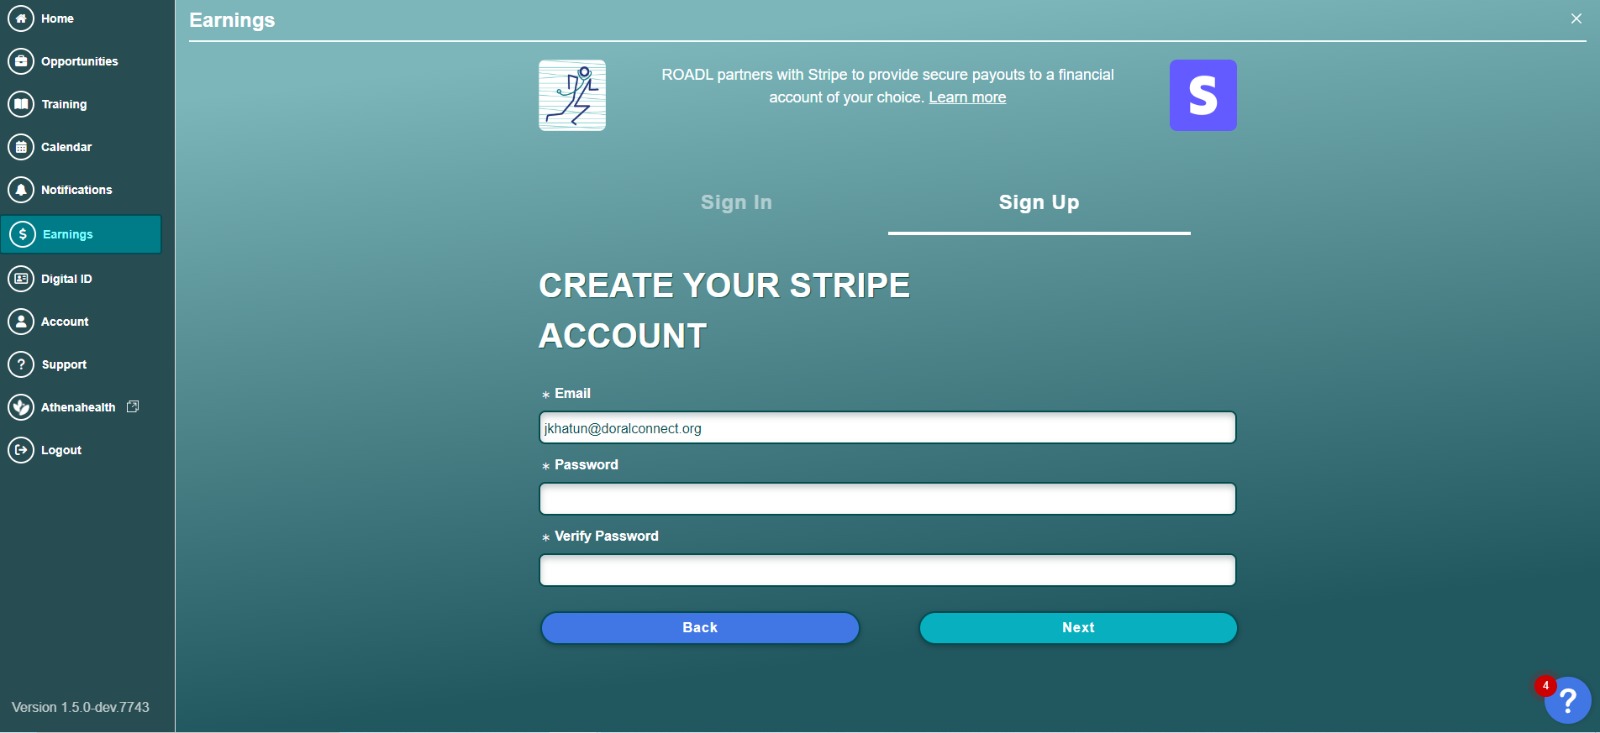 Home
Opportunities
Training
Calendar
Notifications
$ Earnings
Digital ID
Account
? Support
Athenahealth
Logout
Version 1.5.0-dev.7743
Earnings
ROADL partners with Stripe to provide secure payouts to a financial
account of your choice. Learn more
S
Sign In
Sign Up
CREATE YOUR STRIPE
ACCOUNT
* Email
jkhatun@doralconnect.org
* Password
* Verify Password
Back
Next
4
?